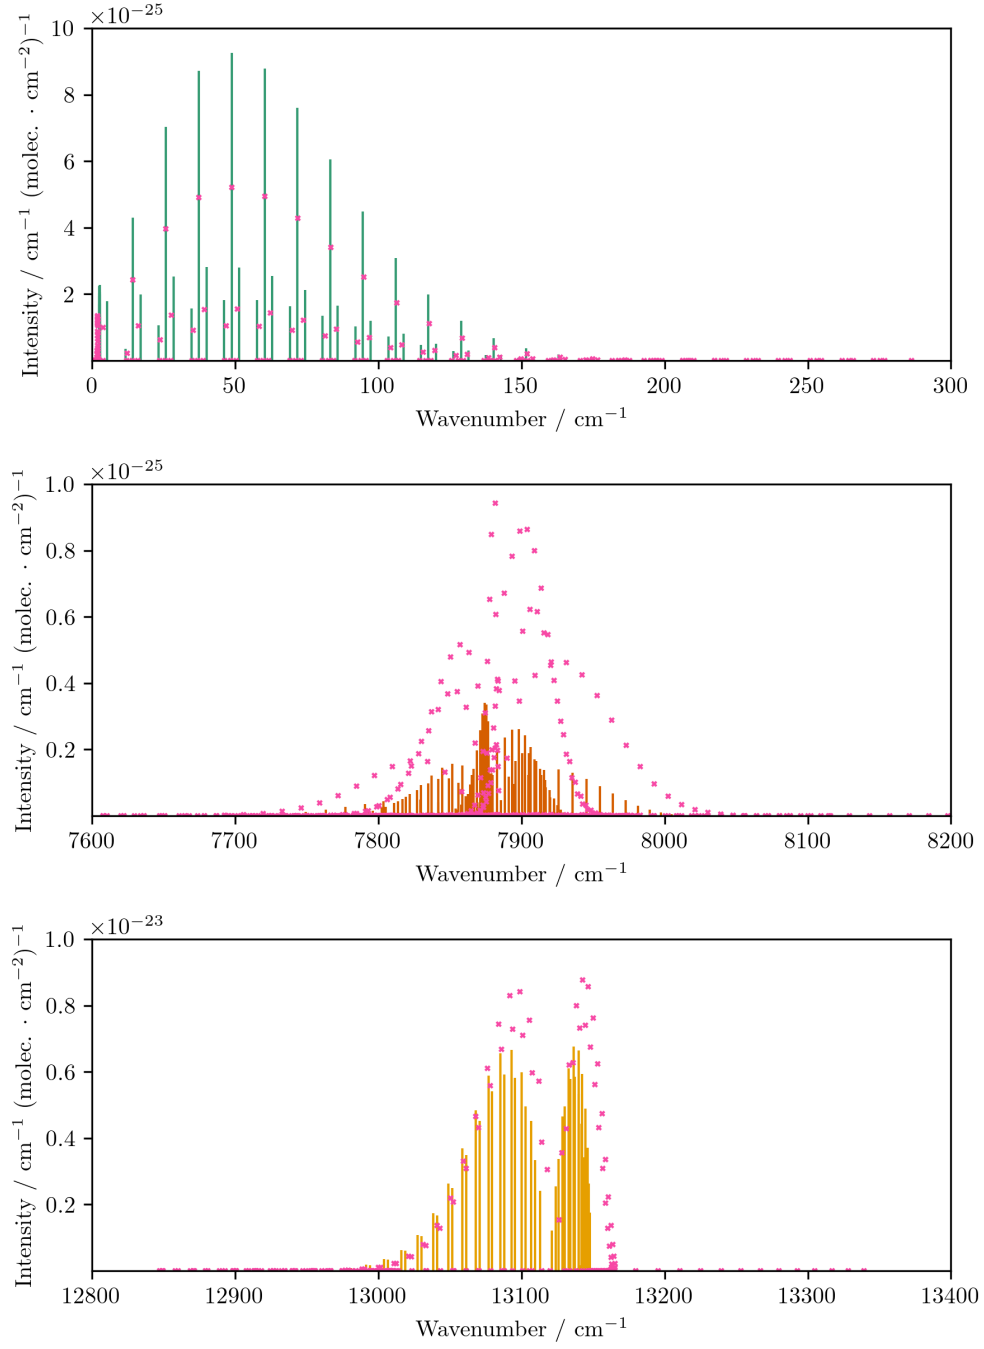 ×10⁻²⁵
10
8
6
4
2
Intensity / cm⁻¹ (molec. · cm⁻²)⁻¹
0 50 100 150 200 250 300
Wavenumber / cm⁻¹
×10⁻²⁵
1.0
0.8
0.6
0.4
0.2
Intensity / cm⁻¹ (molec. · cm⁻²)⁻¹
7600 7700 7800 7900 8000 8100 8200
Wavenumber / cm⁻¹
×10⁻²³
1.0
0.8
0.6
0.4
0.2
Intensity / cm⁻¹ (molec. · cm⁻²)⁻¹
12800 12900 13000 13100 13200 13300 13400
Wavenumber / cm⁻¹